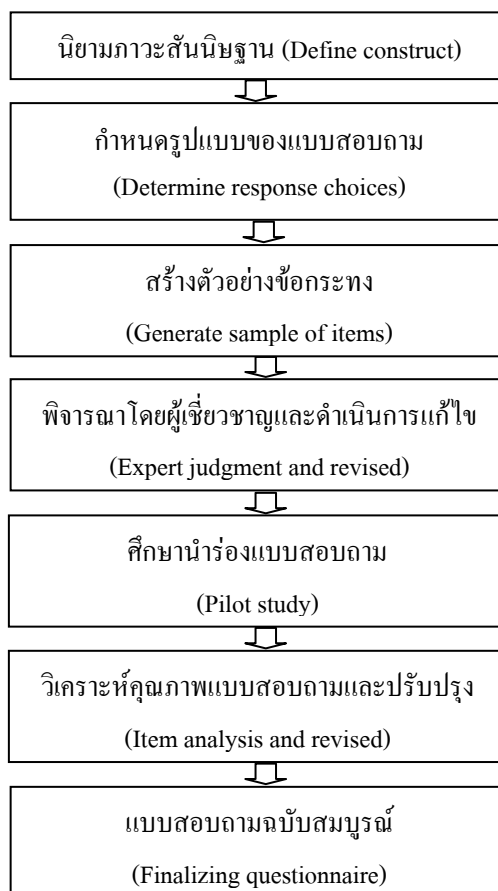 นิยามภาวะสันนิษฐาน (Define construct)
กำหนดรูปแบบของแบบสอบถาม
(Determine response choices)
สร้างตัวอย่างข้อกระทง
(Generate sample of items)
พิจารณาโดยผู้เชี่ยวชาญและดำเนินการแก้ไข
(Expert judgment and revised)
ศึกษานำร่องแบบสอบถาม
(Pilot study)
วิเคราะห์คุณภาพแบบสอบถามและปรับปรุง
(Item analysis and revised)
แบบสอบถามฉบับสมบูรณ์
(Finalizing questionnaire)